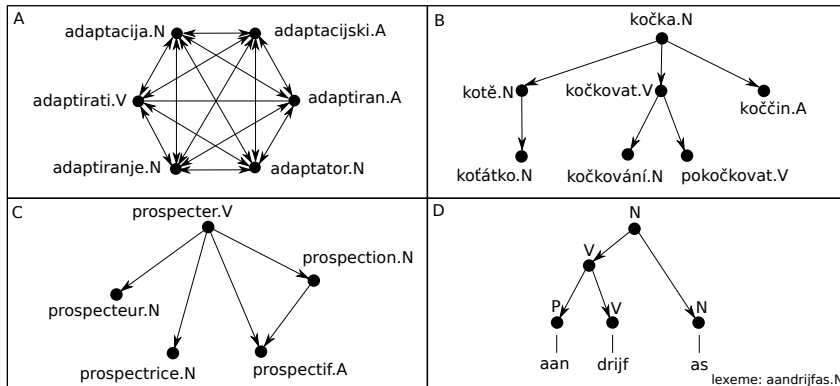 A
adaptacija.N
adaptacijski.A
adaptirati.V
adaptiran.A
adaptiranje.N
adaptator.N
B
kočka.N
kotě.N
kočkovat.V
koččin.A
koťátko.N
kočkování.N
pokočkovat.V
C
prospecter.V
prospection.N
prospecteur.N
prospectrice.N
prospectif.A
D
N
V
P
V
N
aan
drijf
as
lexeme: aandrijfas.N